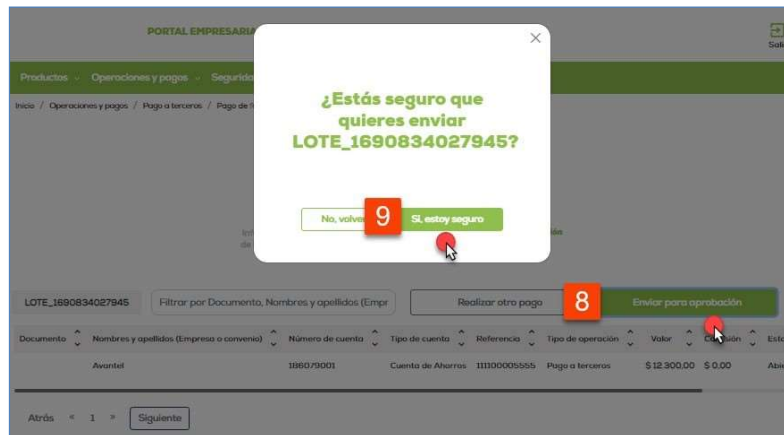 PORTAL EMPRESARIA
Productos Operaciones y pagos Segurida
Inicio / Operaciones y pagos / Pago a terceros / Pago de
¿Estás seguro que
quieres enviar
LOTE_1690834027945?
No, volver 9 Sí, estoy seguro
LOTE_1690834027945 Filtrar por Documento, Nombres y apellidos (Empr Realizar otro pago 8 Enviar para aprobación
Documento Nombres y apellidos (Empresa o convenio) Número de cuenta Tipo de cuenta Referencia Tipo de operación Valor
Avantel 186079001 Cuenta de Ahorros 111100005555 Pago a terceros $ 12.300,00 $ 0,00
Atrás « 1 » Siguiente